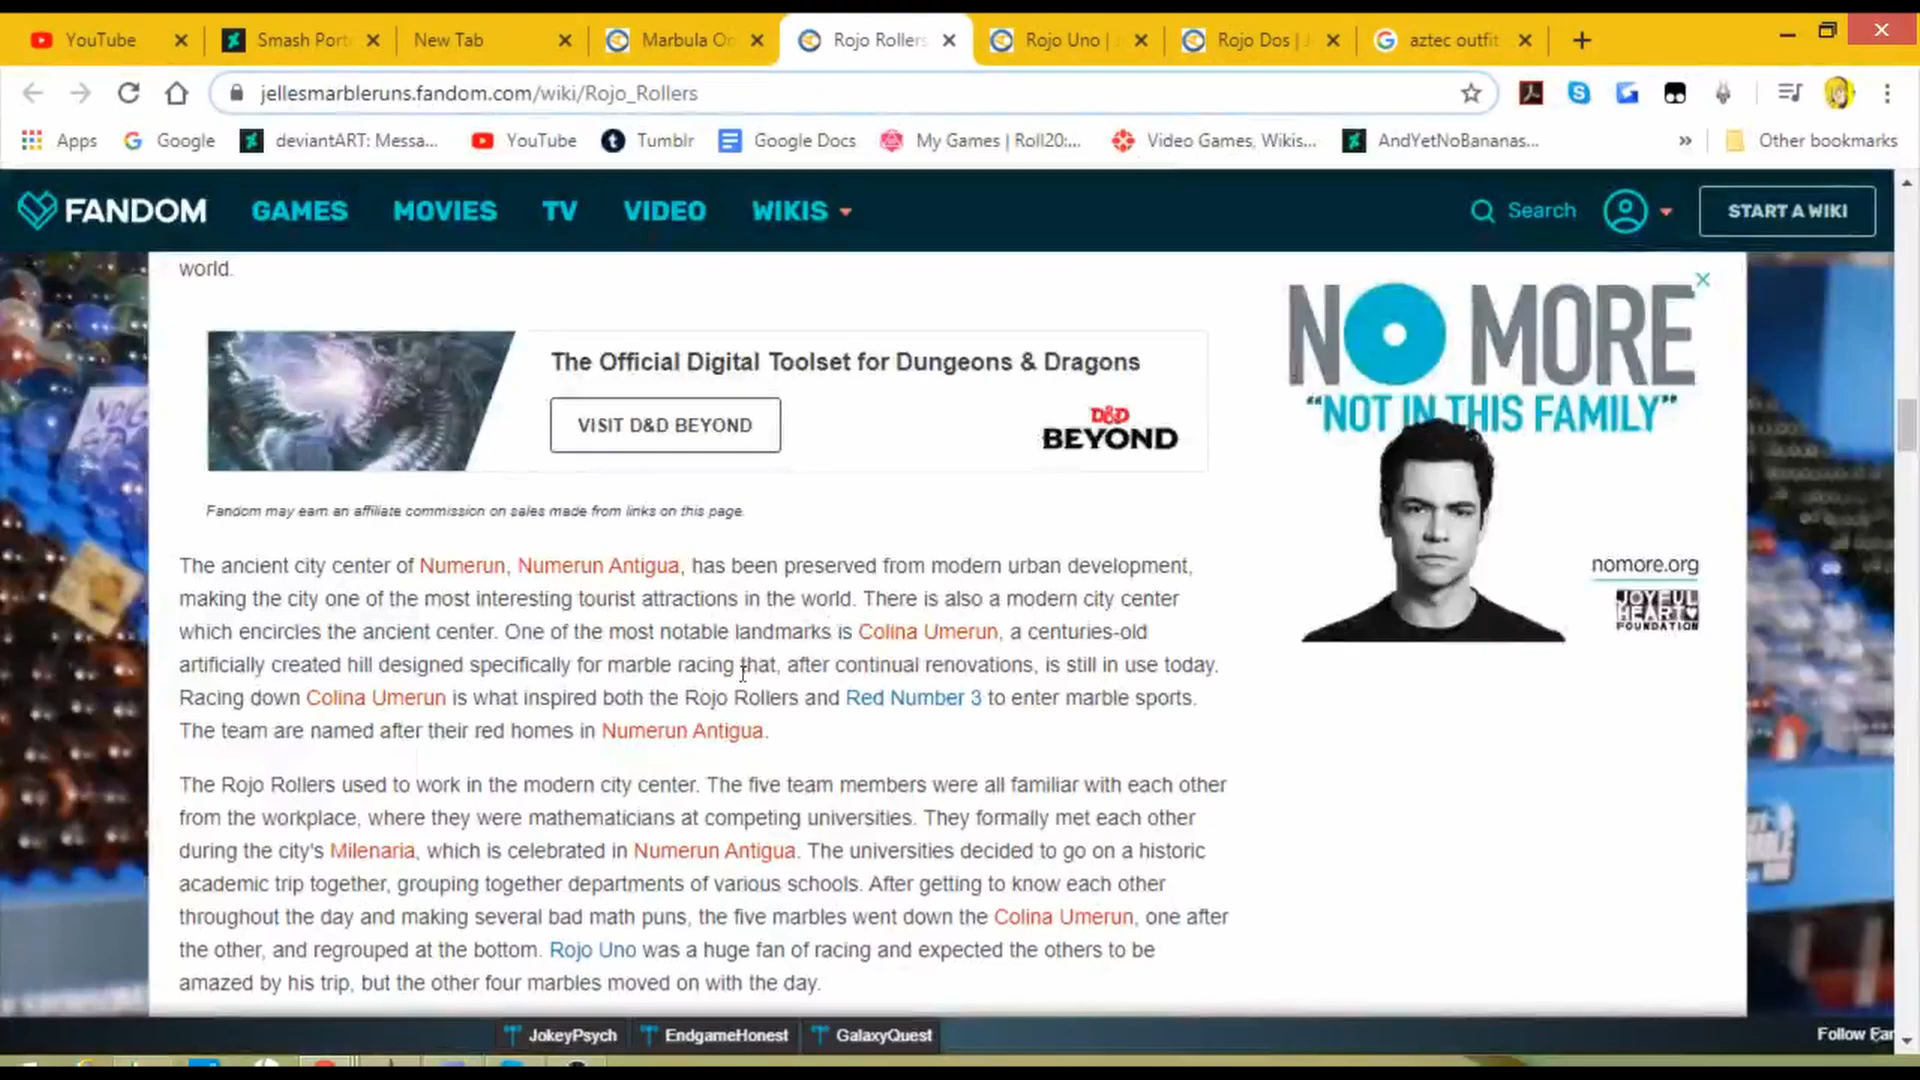 YouTube
Smash Port
New Tab
Marbula On
Rojo Rollers
Rojo Uno | J
Rojo Dos | J
aztec outfit
jellesmarbleruns.fandom.com/wiki/Rojo_Rollers
Apps
Google
deviantART: Messa...
YouTube
Tumblr
Google Docs
My Games | Roll20:...
Video Games, Wikis...
AndYetNoBananas...
»
Other bookmarks
FANDOM
GAMES
MOVIES
TV
VIDEO
WIKIS
Search
START A WIKI
world.
The Official Digital Toolset for Dungeons & Dragons
VISIT D&D BEYOND
D&D
BEYOND
Fandom may earn an affiliate commission on sales made from links on this page.
NO MORE
"NOT IN THIS FAMILY"
nomore.org
JOYFUL
HEART
FOUNDATION
The ancient city center of Numerun, Numerun Antigua, has been preserved from modern urban development,
making the city one of the most interesting tourist attractions in the world. There is also a modern city center
which encircles the ancient center. One of the most notable landmarks is Colina Umerun, a centuries-old
artificially created hill designed specifically for marble racing that, after continual renovations, is still in use today.
Racing down Colina Umerun is what inspired both the Rojo Rollers and Red Number 3 to enter marble sports.
The team are named after their red homes in Numerun Antigua.
The Rojo Rollers used to work in the modern city center. The five team members were all familiar with each other
from the workplace, where they were mathematicians at competing universities. They formally met each other
during the city's Milenaria, which is celebrated in Numerun Antigua. The universities decided to go on a historic
academic trip together, grouping together departments of various schools. After getting to know each other
throughout the day and making several bad math puns, the five marbles went down the Colina Umerun, one after
the other, and regrouped at the bottom. Rojo Uno was a huge fan of racing and expected the others to be
amazed by his trip, but the other four marbles moved on with the day.
JokeyPsych
EndgameHonest
GalaxyQuest
Follow Fan